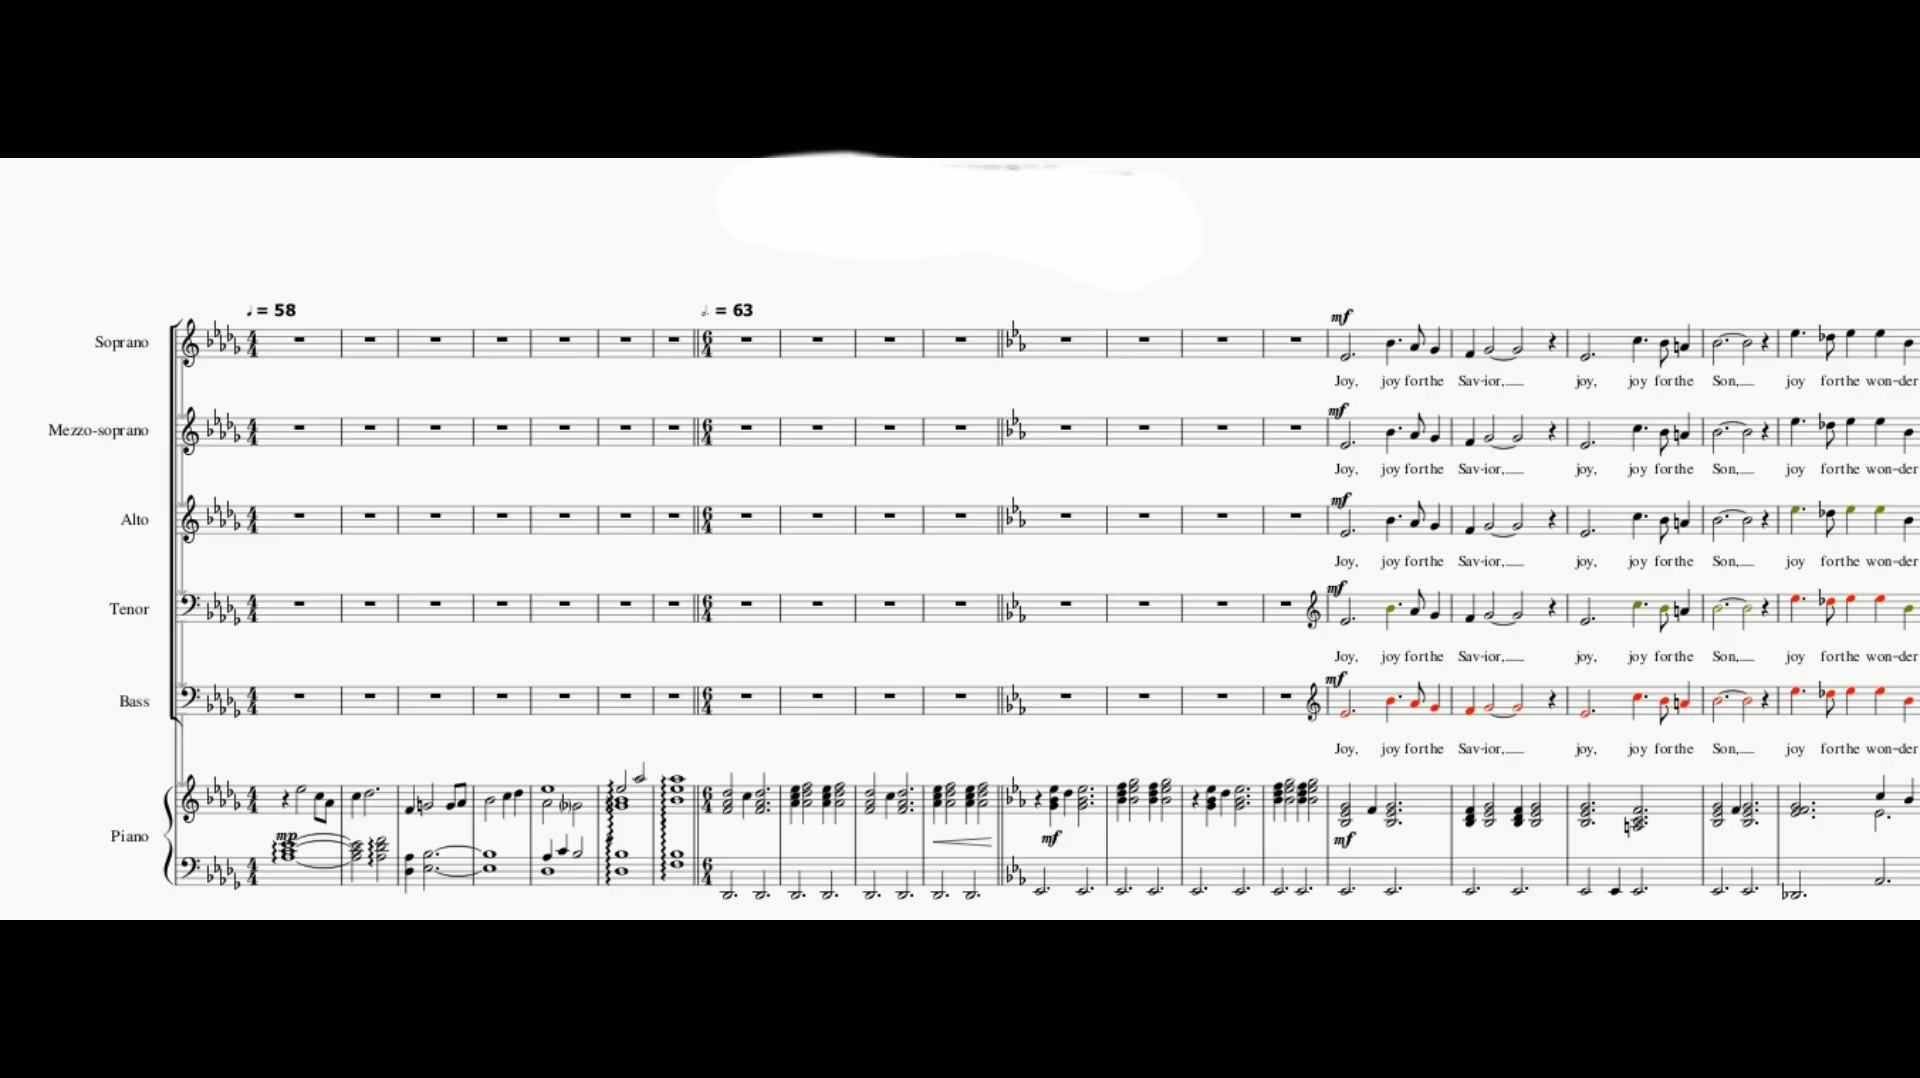 ♩ = 58 𝅗𝅥. = 63
Soprano
mf
Joy, joy for the Sav-ior, joy, joy for the Son, joy for the won-der
Mezzo-soprano
mf
Joy, joy for the Sav-ior, joy, joy for the Son, joy for the won-der
Alto
mf
Joy, joy for the Sav-ior, joy, joy for the Son, joy for the won-der
Tenor
mf
Joy, joy for the Sav-ior, joy, joy for the Son, joy for the won-der
Bass
mf
Joy, joy for the Sav-ior, joy, joy for the Son, joy for the won-der
Piano
mp mf mf